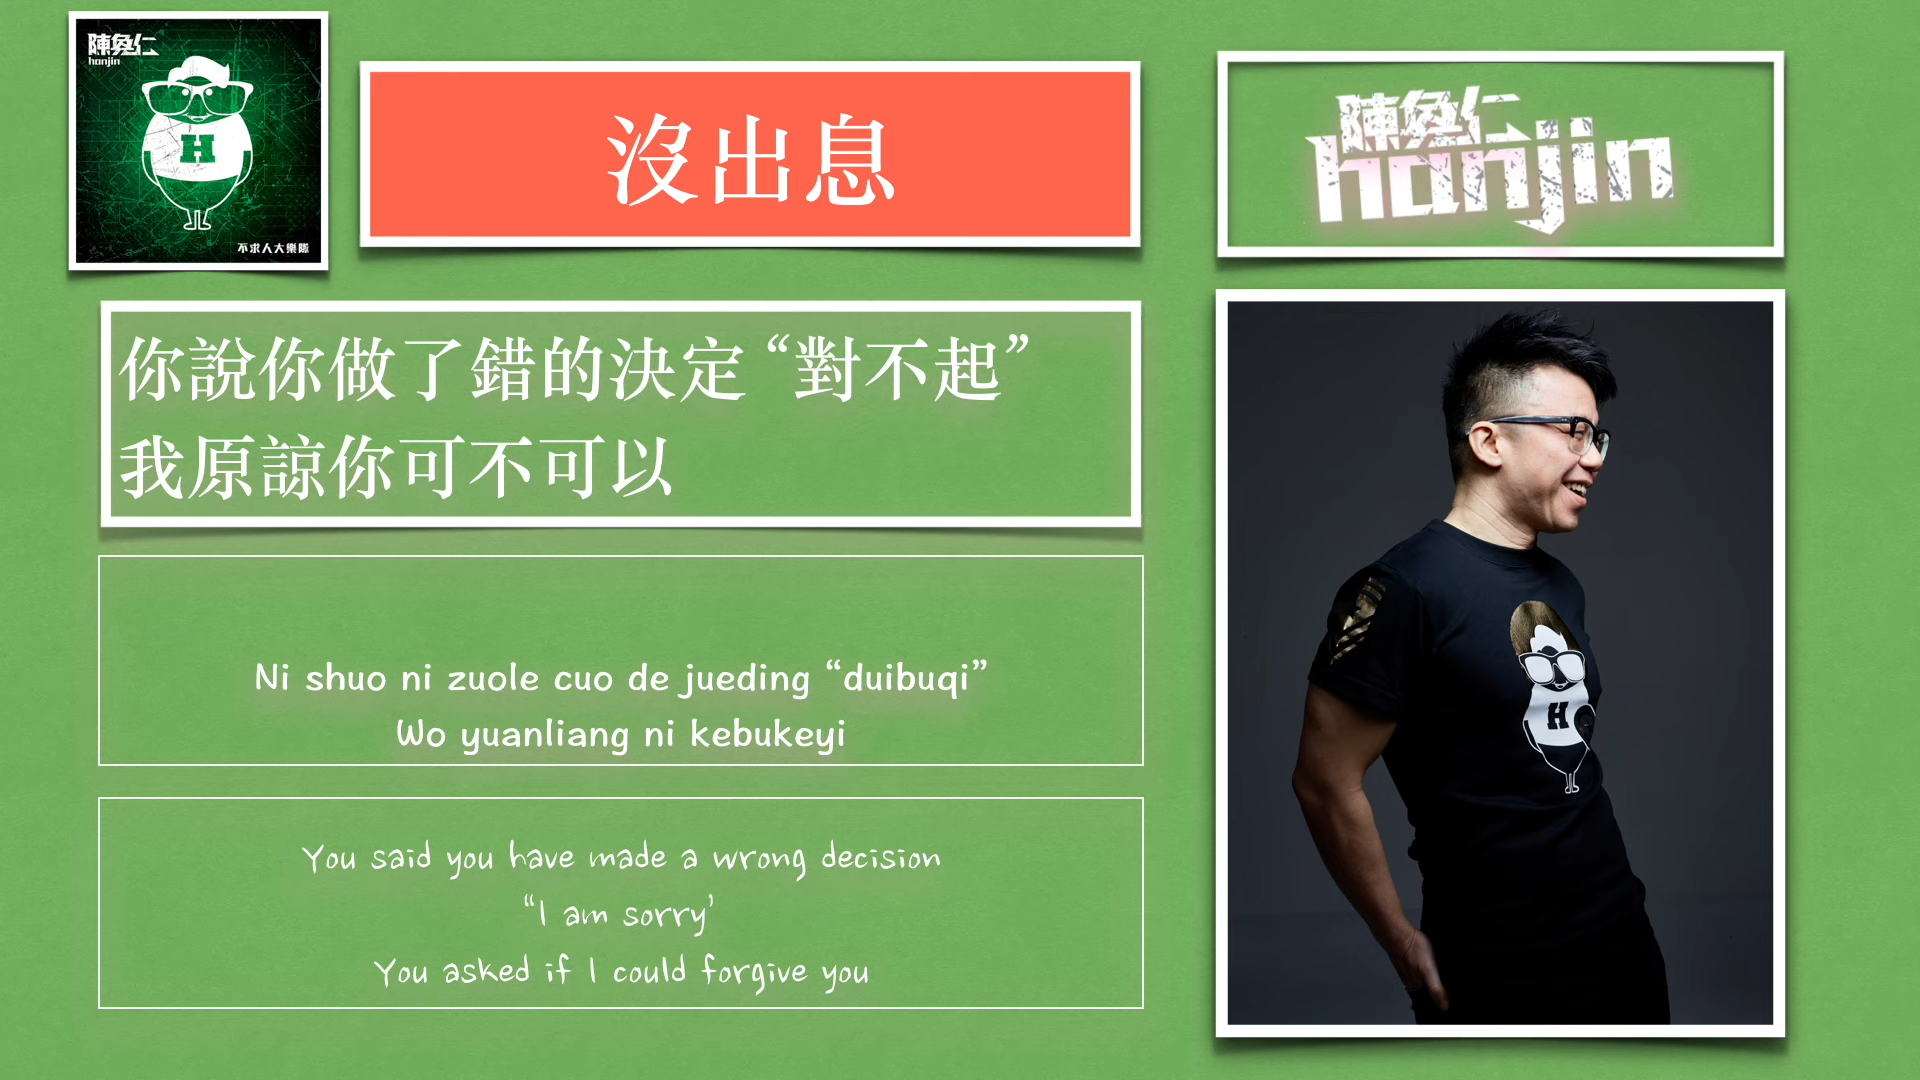 陳奐仁
hanjin
H
不求人大樂隊
沒出息
陳奐仁
hanjin
你說你做了錯的決定 “對不起”
我原諒你可不可以
Ni shuo ni zuole cuo de jueding “duibuqi”
Wo yuanliang ni kebukeyi
You said you have made a wrong decision
“I am sorry’
You asked if I could forgive you
H